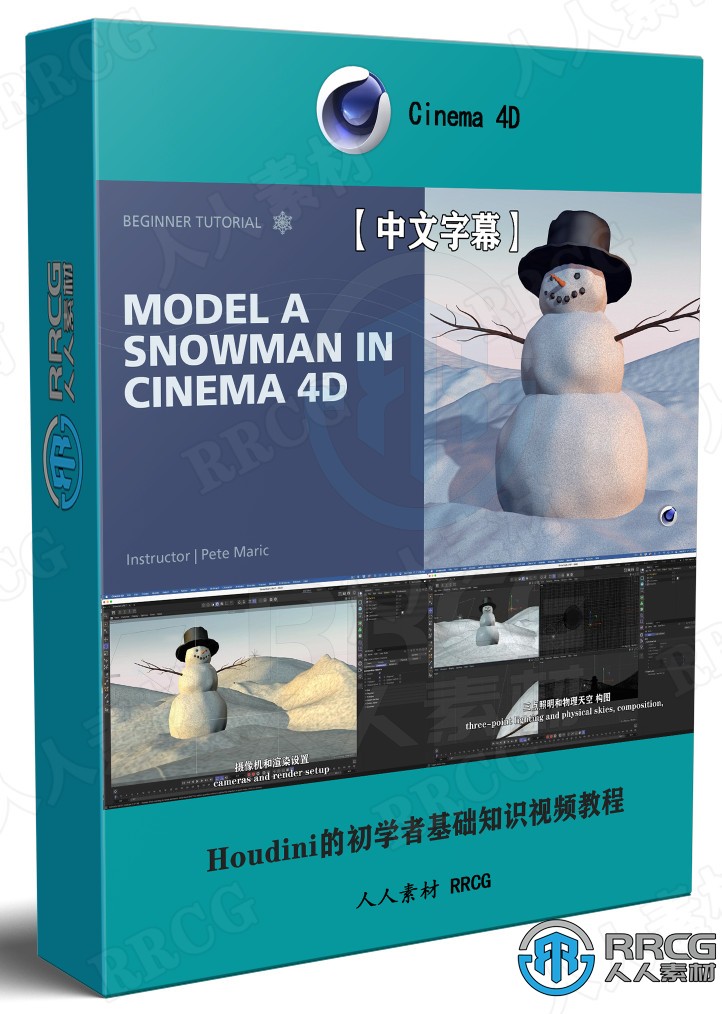 Cinema 4D
BEGINNER TUTORIAL
【中文字幕】
MODEL A
SNOWMAN IN
CINEMA 4D
Instructor | Pete Maric
摄像机和渲染设置
cameras and render setup
三点照明和物理天空 构图
three-point lighting and physical skies, composition,
Houdini的初学者基础知识视频教程
人人素材 RRCG
RRCG
人人素材
RRCG
人人素材